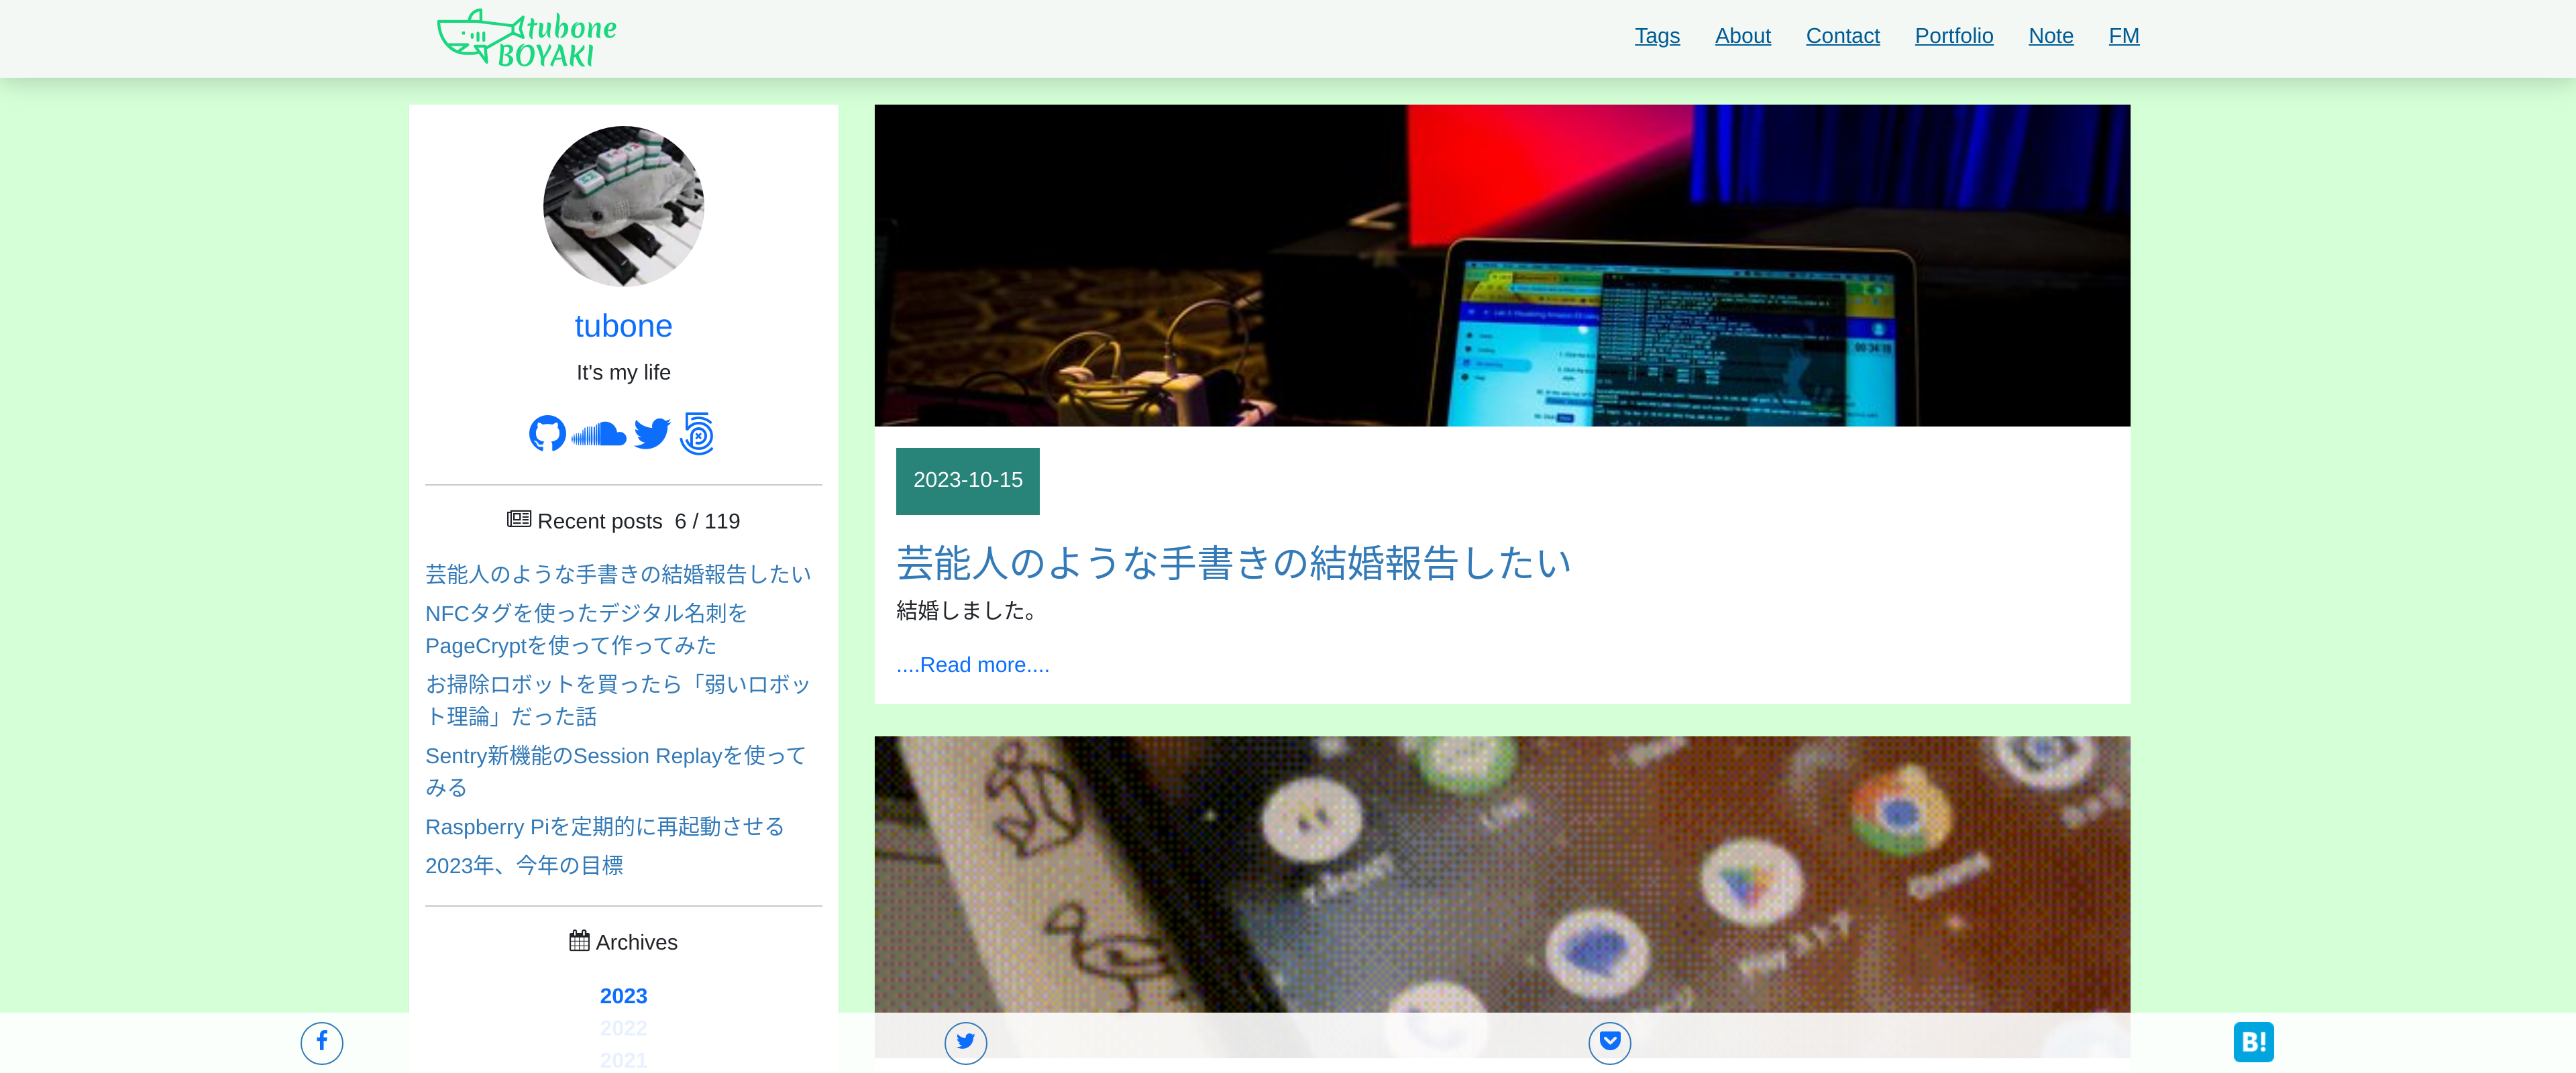 tubone
BOYAKI
Tags
About
Contact
Portfolio
Note
FM
tubone
It's my life
Recent posts 6 / 119
芸能人のような手書きの結婚報告したい
NFCタグを使ったデジタル名刺を
PageCryptを使って作ってみた
お掃除ロボットを買ったら「弱いロボッ
ト理論」だった話
Sentry新機能のSession Replayを使って
みる
Raspberry Piを定期的に再起動させる
2023年、今年の目標
Archives
2023
2022
2021
2023-10-15
芸能人のような手書きの結婚報告したい
結婚しました。
....Read more....
B!